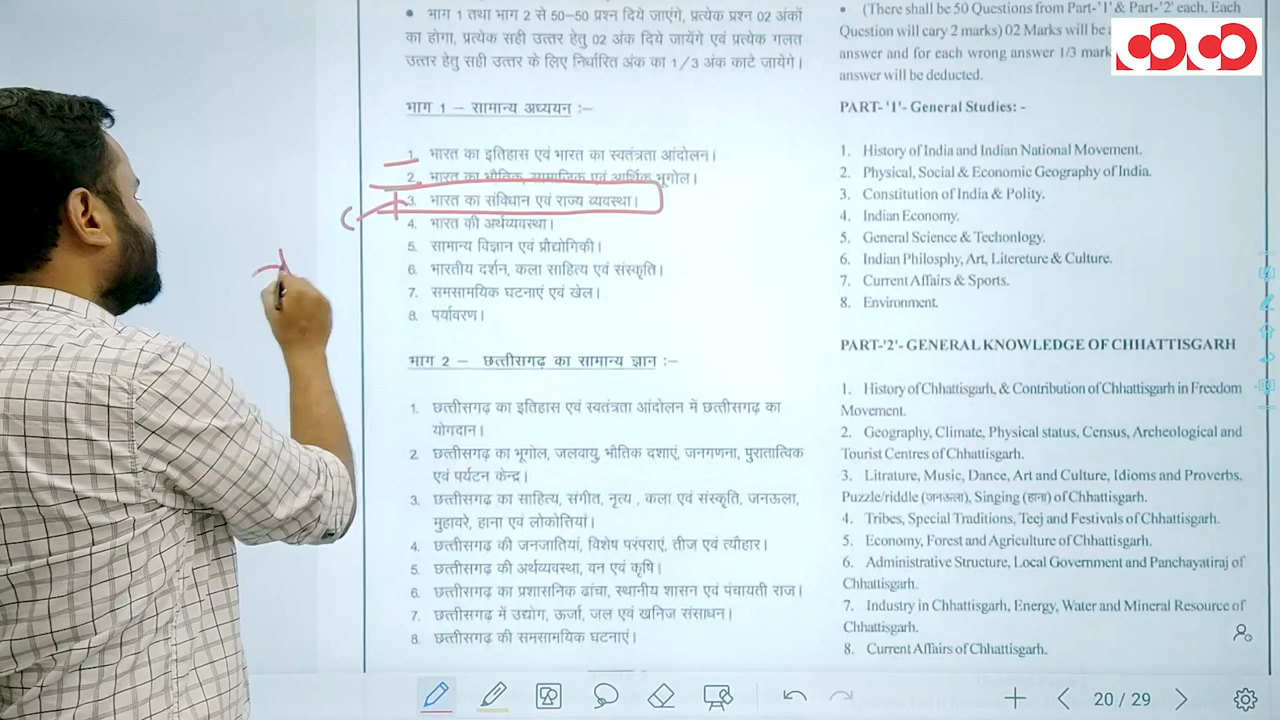 • भाग 1 तथा भाग 2 से 50–50 प्रश्न दिये जाएंगे, प्रत्येक प्रश्न 02 अंकों
का होगा, प्रत्येक सही उत्तर हेतु 02 अंक दिये जायेंगे एवं प्रत्येक गलत
उत्तर हेतु सही उत्तर के लिए निर्धारित अंक का 1/3 अंक काटे जायेंगे।
भाग 1 – सामान्य अध्ययन :–
1. भारत का इतिहास एवं भारत का स्वतंत्रता आंदोलन।
2. भारत का भौतिक, सामाजिक एवं आर्थिक भूगोल।
3. भारत का संविधान एवं राज्य व्यवस्था।
4. भारत की अर्थव्यवस्था।
5. सामान्य विज्ञान एवं प्रौद्योगिकी।
6. भारतीय दर्शन, कला साहित्य एवं संस्कृति।
7. समसामयिक घटनाएं एवं खेल।
8. पर्यावरण।
भाग 2 – छत्तीसगढ़ का सामान्य ज्ञान :–
1. छत्तीसगढ़ का इतिहास एवं स्वतंत्रता आंदोलन में छत्तीसगढ़ का
योगदान।
2. छत्तीसगढ़ का भूगोल, जलवायु, भौतिक दशाएं, जनगणना, पुरातात्विक
एवं पर्यटन केन्द्र।
3. छत्तीसगढ़ का साहित्य, संगीत, नृत्य , कला एवं संस्कृति, जनऊला,
मुहावरे, हाना एवं लोकोत्तियां।
4. छत्तीसगढ़ की जनजातियां, विशेष परंपराएं, तीज एवं त्यौहार।
5. छत्तीसगढ़ की अर्थव्यवस्था, वन एवं कृषि।
6. छत्तीसगढ़ का प्रशासनिक ढांचा, स्थानीय शासन एवं पंचायती राज।
7. छत्तीसगढ़ में उद्योग, ऊर्जा, जल एवं खनिज संसाधन।
8. छत्तीसगढ़ की समसामयिक घटनाएं।
• (There shall be 50 Questions from Part-'1' & Part-'2' each. Each
Question will cary 2 marks) 02 Marks will be
answer and for each wrong answer 1/3 mark
answer will be deducted.
PART-'1'- General Studies: -
1. History of India and Indian National Movement.
2. Physical, Social & Economic Geography of India.
3. Constitution of India & Polity.
4. Indian Economy.
5. General Science & Techonlogy.
6. Indian Philosphy, Art, Litereture & Culture.
7. Current Affairs & Sports.
8. Environment.
PART-'2'- GENERAL KNOWLEDGE OF CHHATTISGARH
1. History of Chhattisgarh, & Contribution of Chhattisgarh in Freedom
Movement.
2. Geography, Climate, Physical status, Census, Archeological and
Tourist Centres of Chhattisgarh.
3. Litrature, Music, Dance, Art and Culture, Idioms and Proverbs,
Puzzle/riddle (जनऊला), Singing (हाना) of Chhattisgarh.
4. Tribes, Special Traditions, Teej and Festivals of Chhattisgarh.
5. Economy, Forest and Agriculture of Chhattisgarh.
6. Administrative Structure, Local Government and Panchayatiraj of
Chhattisgarh.
7. Industry in Chhattisgarh, Energy, Water and Mineral Resource of
Chhattisgarh.
8. Current Affairs of Chhattisgarh.
20 / 29